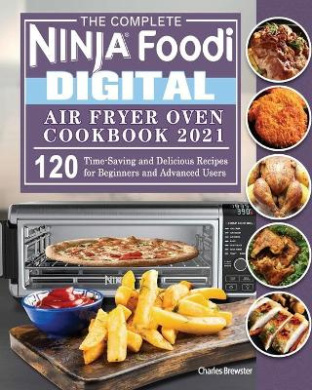 THE COMPLETE
NINJA Foodi
DIGITAL
AIR FRYER OVEN
COOKBOOK 2021
120 Time-Saving and Delicious Recipes
for Beginners and Advanced Users
NINJA
Charles Brewster